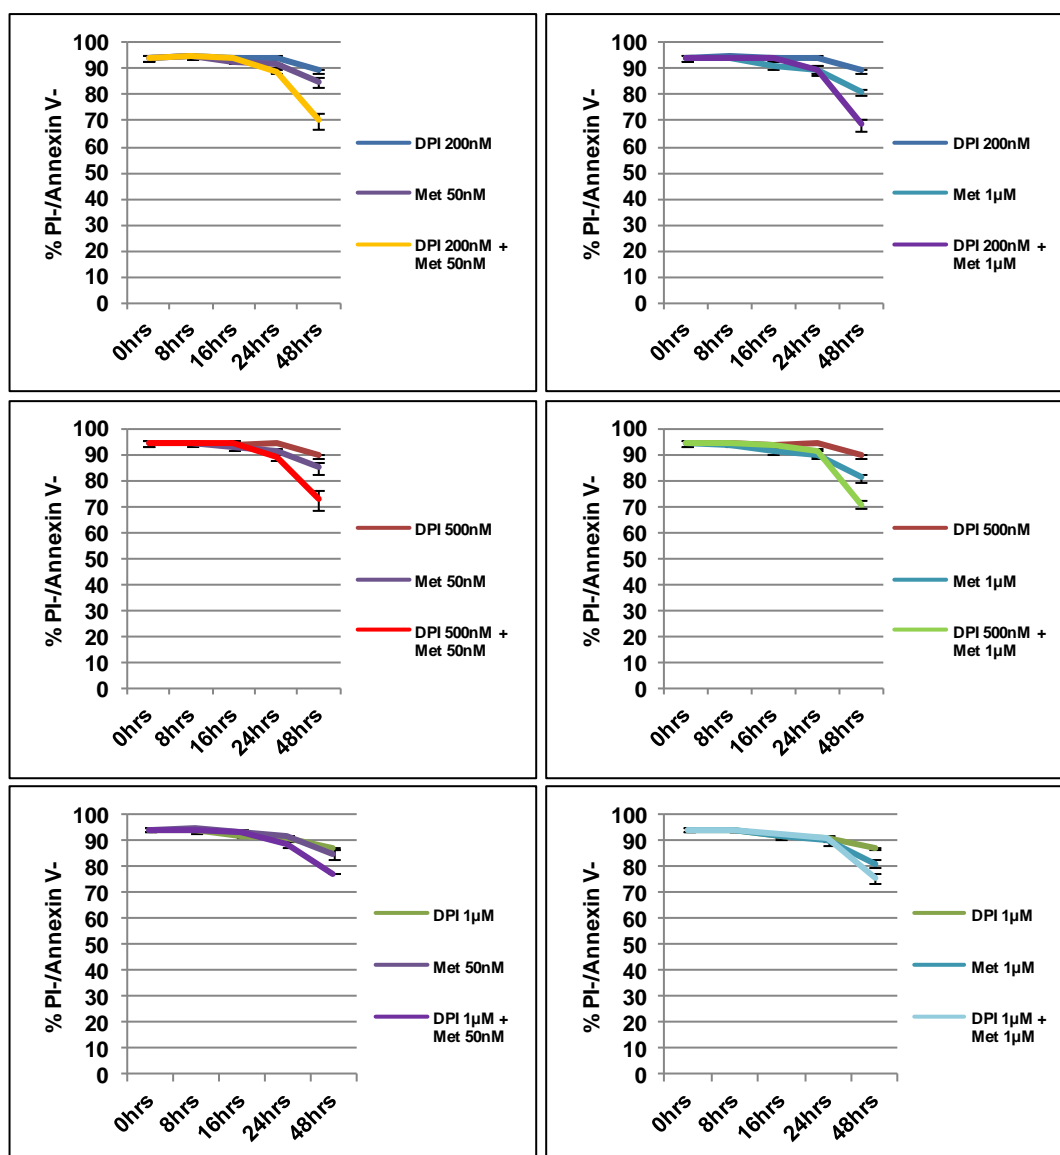 % PI-/Annexin V-
100
90
80
70
60
50
40
30
20
10
0
0hrs
8hrs
16hrs
24hrs
48hrs
DPI 200nM
Met 50nM
DPI 200nM +
Met 50nM
% PI-/Annexin V-
100
90
80
70
60
50
40
30
20
10
0
0hrs
8hrs
16hrs
24hrs
48hrs
DPI 200nM
Met 1µM
DPI 200nM +
Met 1µM
% PI-/Annexin V-
100
90
80
70
60
50
40
30
20
10
0
0hrs
8hrs
16hrs
24hrs
48hrs
DPI 500nM
Met 50nM
DPI 500nM +
Met 50nM
% PI-/Annexin V-
100
90
80
70
60
50
40
30
20
10
0
0hrs
8hrs
16hrs
24hrs
48hrs
DPI 500nM
Met 1µM
DPI 500nM +
Met 1µM
% PI-/Annexin V-
100
90
80
70
60
50
40
30
20
10
0
0hrs
8hrs
16hrs
24hrs
48hrs
DPI 1µM
Met 50nM
DPI 1µM +
Met 50nM
% PI-/Annexin V-
100
90
80
70
60
50
40
30
20
10
0
0hrs
8hrs
16hrs
24hrs
48hrs
DPI 1µM
Met 1µM
DPI 1µM +
Met 1µM